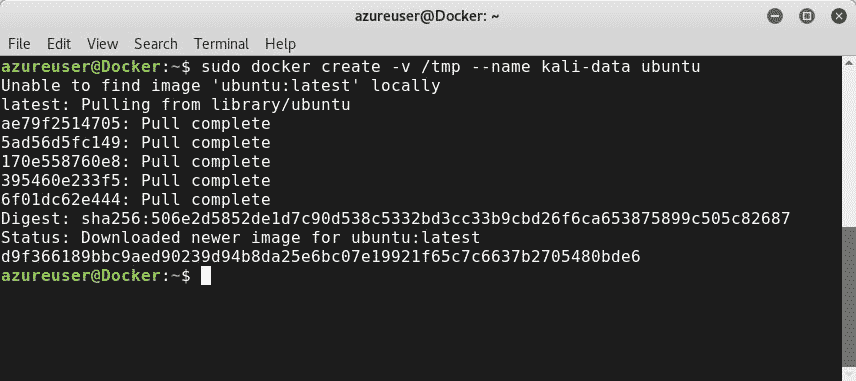 azureuser@Docker: ~
File Edit View Search Terminal Help
azureuser@Docker:~$ sudo docker create -v /tmp --name kali-data ubuntu
Unable to find image 'ubuntu:latest' locally
latest: Pulling from library/ubuntu
ae79f2514705: Pull complete
5ad56d5fc149: Pull complete
170e558760e8: Pull complete
395460e233f5: Pull complete
6f01dc62e444: Pull complete
Digest: sha256:506e2d5852de1d7c90d538c5332bd3cc33b9cbd26f6ca653875899c505c82687
Status: Downloaded newer image for ubuntu:latest
d9f366189bbc9aed90239d94b8da25e6bc07e19921f65c7c6637b2705480bde6
azureuser@Docker:~$